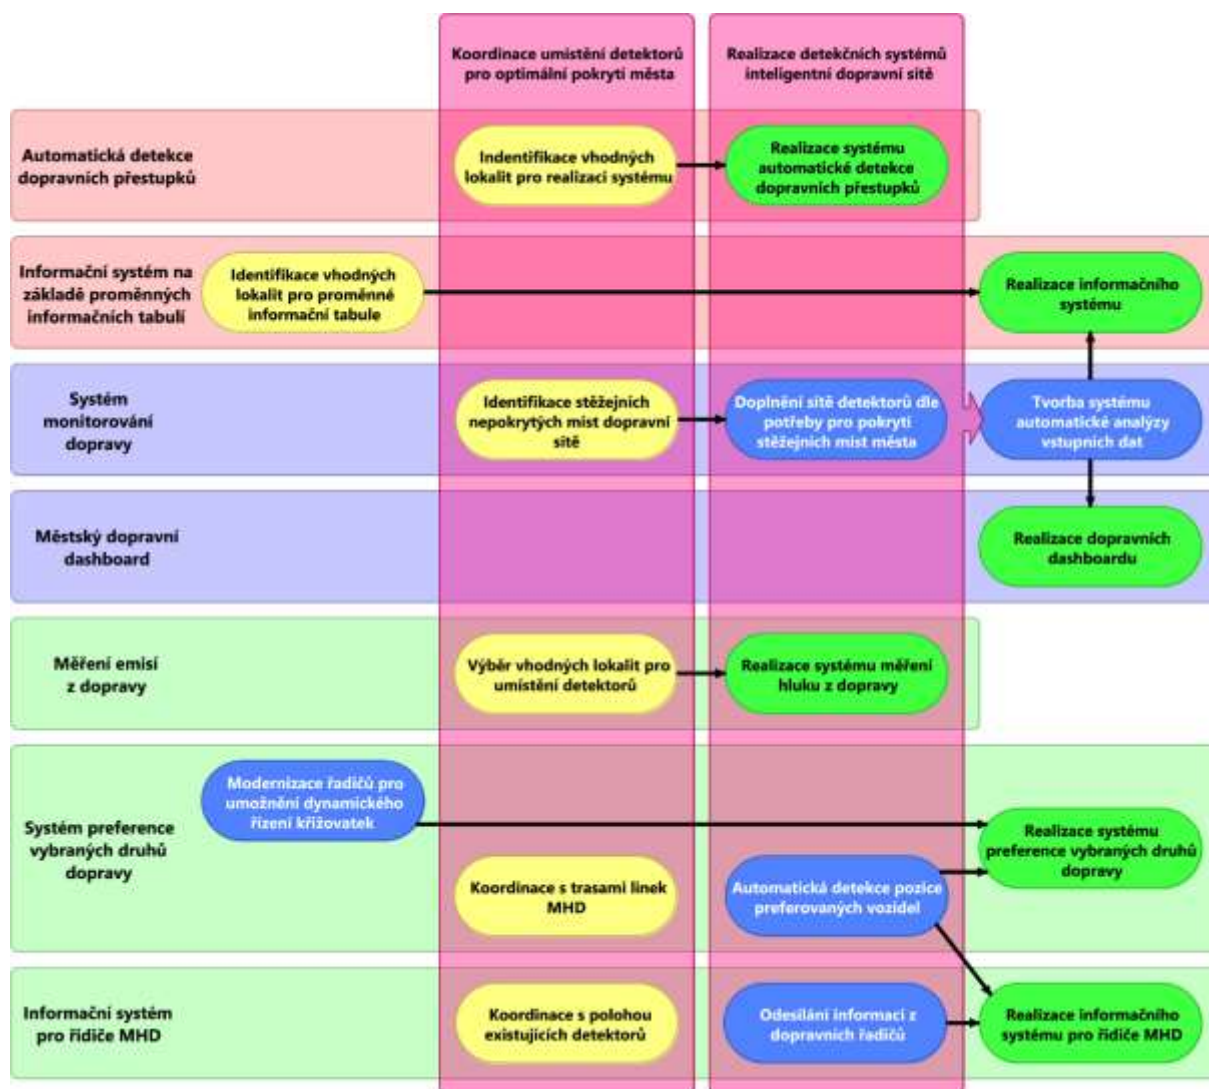 Koordinace umístění detektorů
pro optimální pokrytí města
Realizace detekčních systémů
inteligentní dopravní sítě
Automatická detekce
dopravních přestupků
Indentifikace vhodných
lokalit pro realizaci systému
Realizace systému
automatické detekce
dopravních přestupků
Informační systém na
základě proměnných
informačních tabulí
Identifikace vhodných
lokalit pro proměnné
informační tabule
Realizace informačního
systému
Systém
monitorování
dopravy
Identifikace stěžejních
nepokrytých míst dopravní
sítě
Doplnění sítě detektorů dle
potřeby pro pokrytí
stěžejních míst města
Tvorba systému
automatické analýzy
vstupních dat
Městský dopravní
dashboard
Realizace dopravních
dashboardu
Měření emisí
z dopravy
Výběr vhodných lokalit pro
umístění detektorů
Realizace systému měření
hluku z dopravy
Systém preference
vybraných druhů
dopravy
Modernizace řadičů pro
umožnění dynamického
řízení křižovatek
Koordinace s trasami linek
MHD
Automatická detekce pozice
preferovaných vozidel
Realizace systému
preference vybraných druhů
dopravy
Informační systém
pro řidiče MHD
Koordinace s polohou
existujících detektorů
Odesílání informací z
dopravních řadičů
Realizace informačního
systému pro řidiče MHD